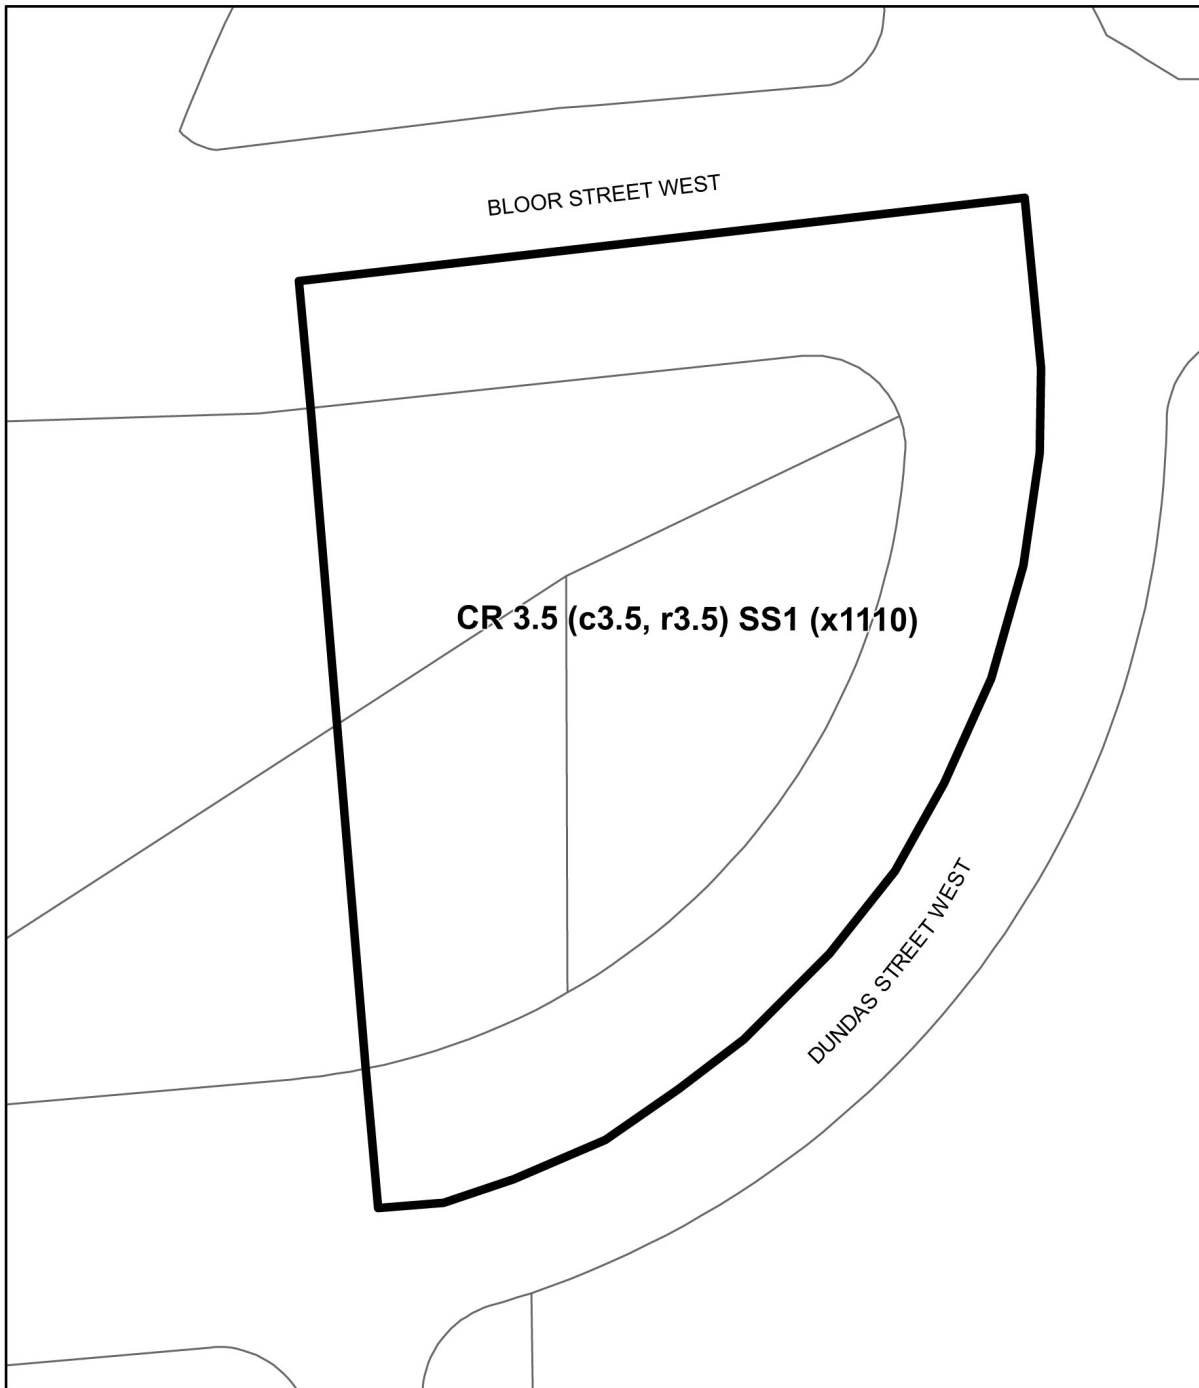 BLOOR STREET WEST
CR 3.5 (c3.5, r3.5) SS1 (x1110)
DUNDAS STREET WEST